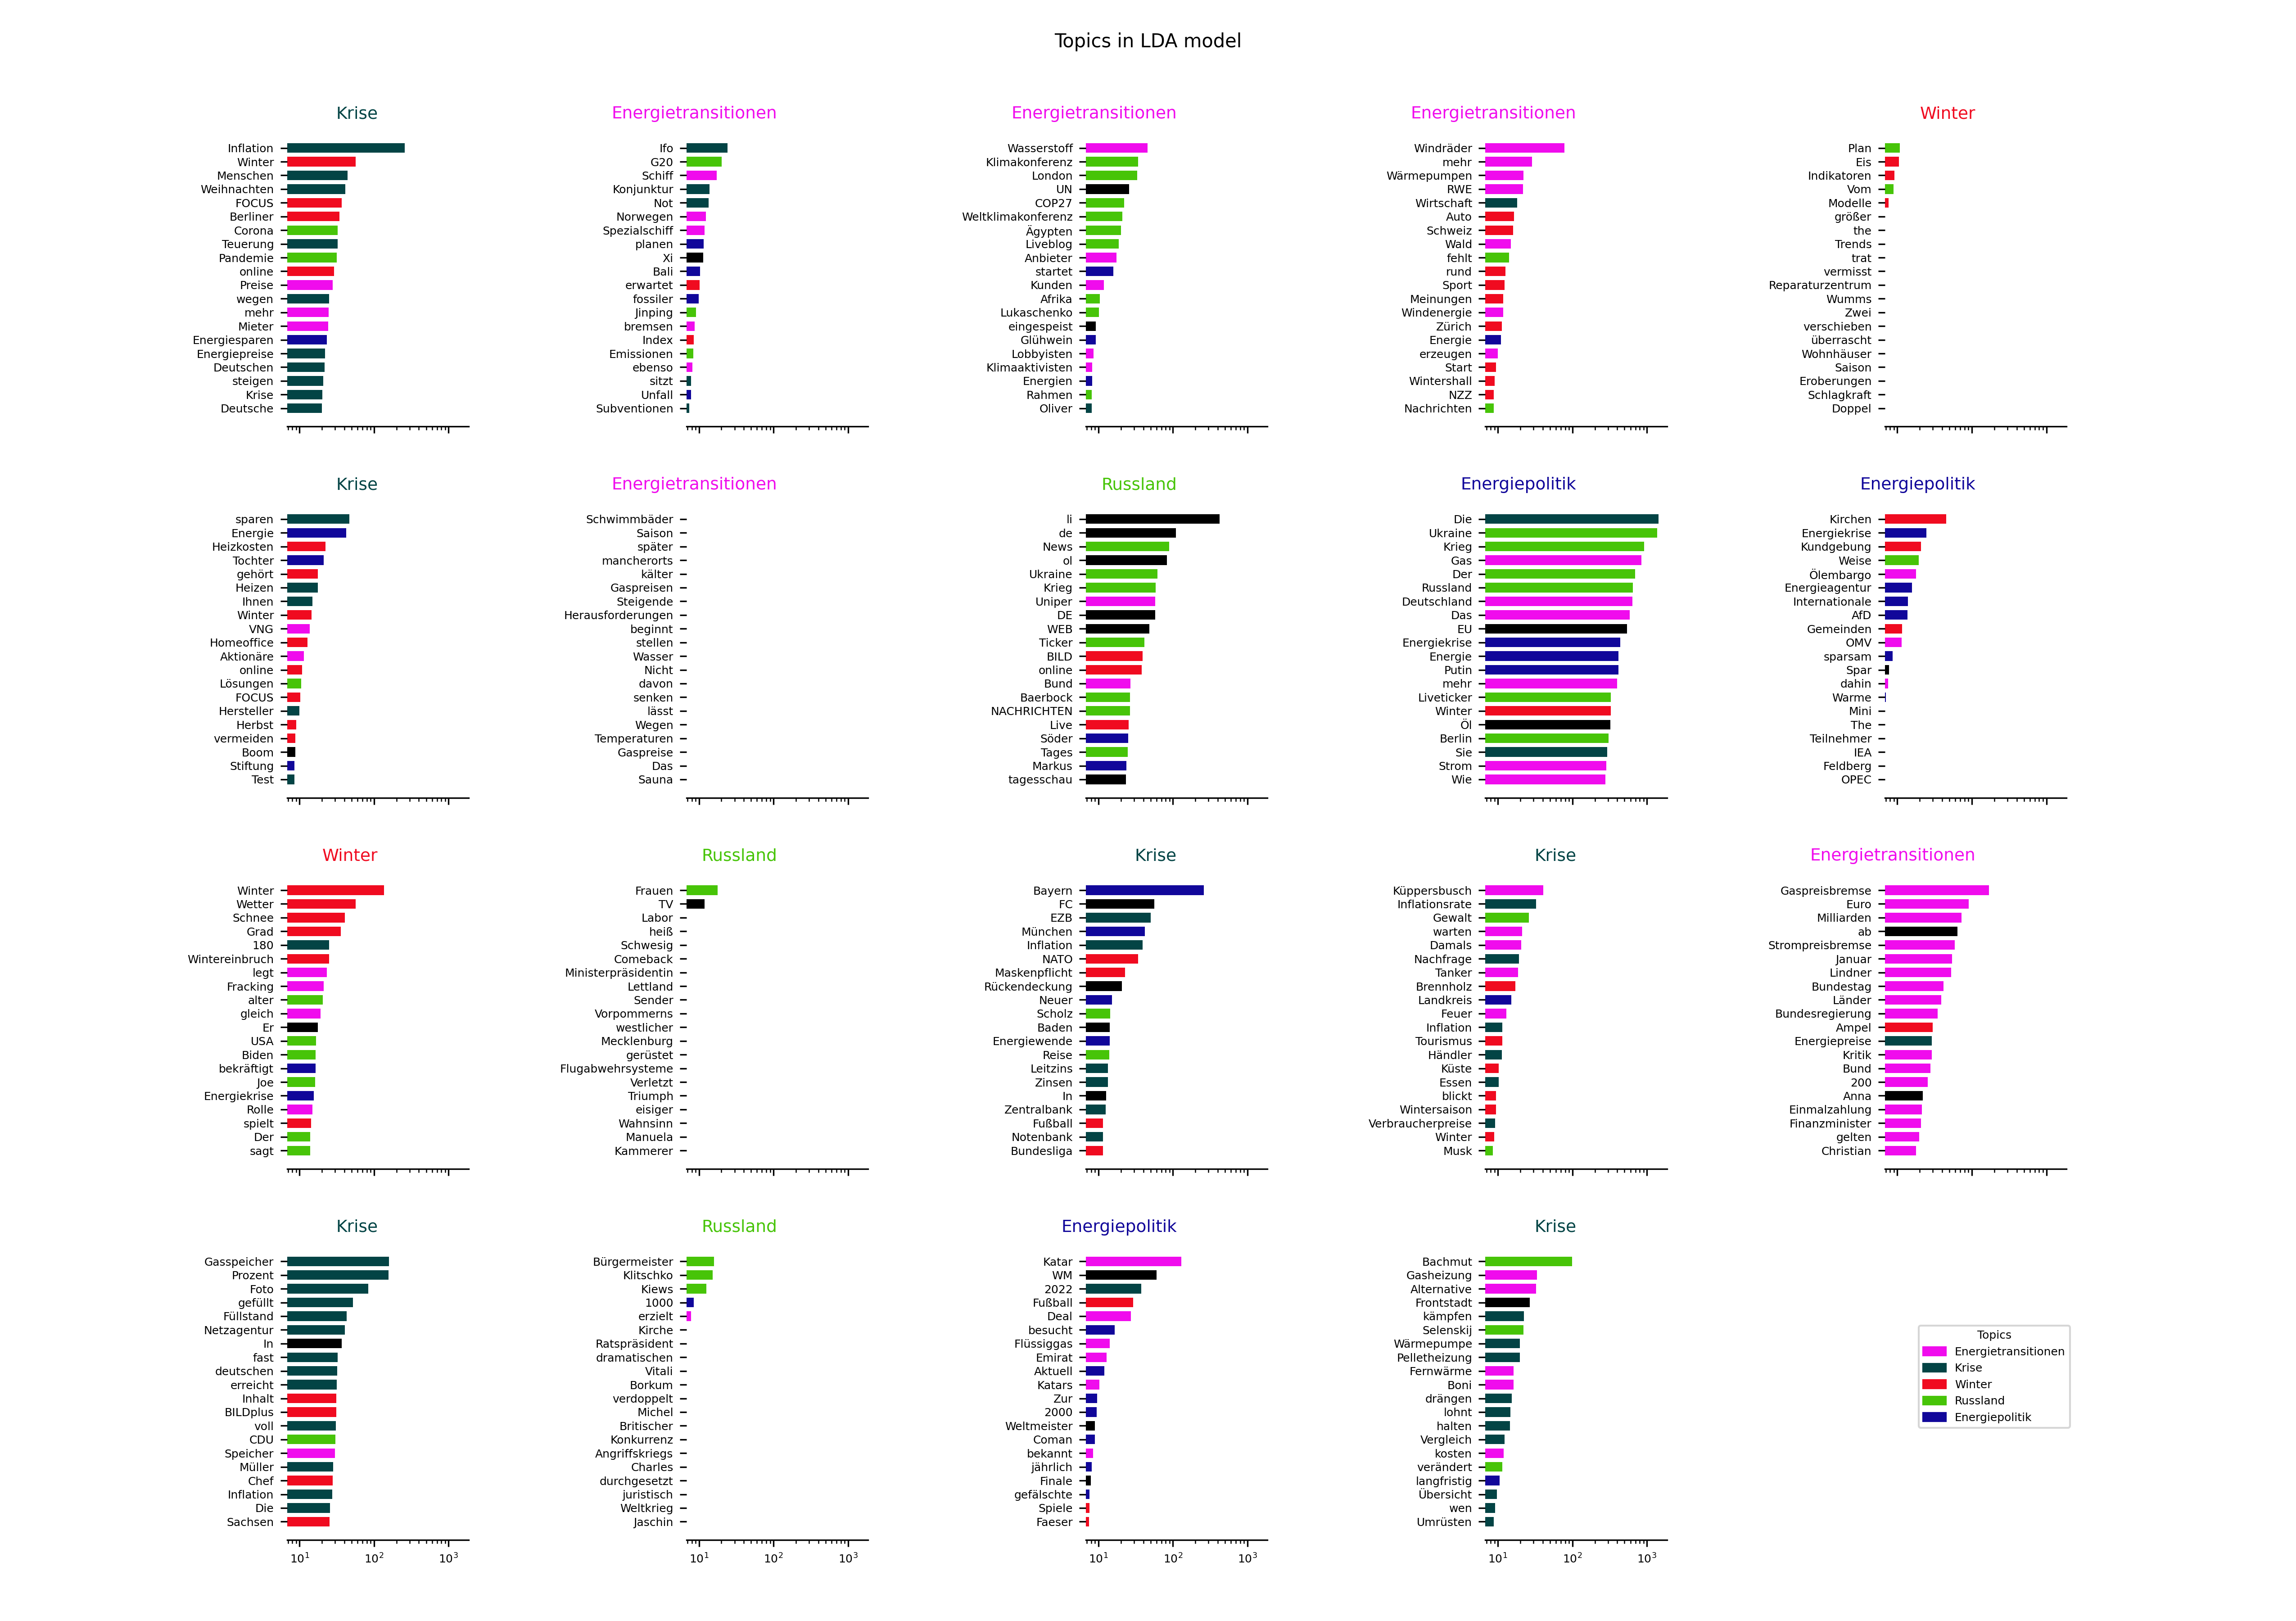 Topics in LDA model
Krise
Inflation
Winter
Menschen
Weihnachten
FOCUS
Berliner
Corona
Teuerung
Pandemie
online
Preise
wegen
mehr
Mieter
Energiesparen
Energiepreise
Deutschen
steigen
Krise
Deutsche
Energietransitionen
Ifo
G20
Schiff
Konjunktur
Not
Norwegen
Spezialschiff
planen
Xi
Bali
erwartet
fossiler
Jinping
bremsen
Index
Emissionen
ebenso
sitzt
Unfall
Subventionen
Energietransitionen
Wasserstoff
Klimakonferenz
London
UN
COP27
Weltklimakonferenz
Ägypten
Liveblog
Anbieter
startet
Kunden
Afrika
Lukaschenko
eingespeist
Glühwein
Lobbyisten
Klimaaktivisten
Energien
Rahmen
Oliver
Energietransitionen
Windräder
mehr
Wärmepumpen
RWE
Wirtschaft
Auto
Schweiz
Wald
fehlt
rund
Sport
Meinungen
Windenergie
Zürich
Energie
erzeugen
Start
Wintershall
NZZ
Nachrichten
Winter
Plan
Eis
Indikatoren
Vom
Modelle
größer
the
Trends
trat
vermisst
Reparaturzentrum
Wumms
Zwei
verschieben
überrascht
Wohnhäuser
Saison
Eroberungen
Schlagkraft
Doppel
Krise
sparen
Energie
Heizkosten
Tochter
gehört
Heizen
Ihnen
Winter
VNG
Homeoffice
Aktionäre
online
Lösungen
FOCUS
Hersteller
Herbst
vermeiden
Boom
Stiftung
Test
Energietransitionen
Schwimmbäder
Saison
später
mancherorts
kälter
Gaspreisen
Steigende
Herausforderungen
beginnt
stellen
Wasser
Nicht
davon
senken
lässt
Wegen
Temperaturen
Gaspreise
Das
Sauna
Russland
li
de
News
ol
Ukraine
Krieg
Uniper
DE
WEB
Ticker
BILD
online
Bund
Baerbock
NACHRICHTEN
Live
Söder
Tages
Markus
tagesschau
Energiepolitik
Die
Ukraine
Krieg
Gas
Der
Russland
Deutschland
Das
EU
Energiekrise
Energie
Putin
mehr
Liveticker
Winter
Öl
Berlin
Sie
Strom
Wie
Energiepolitik
Kirchen
Energiekrise
Kundgebung
Weise
Ölembargo
Energieagentur
Internationale
AfD
Gemeinden
OMV
sparsam
Spar
dahin
Warme
Mini
The
Teilnehmer
IEA
Feldberg
OPEC
Winter
Winter
Wetter
Schnee
Grad
180
Wintereinbruch
legt
Fracking
alter
gleich
Er
USA
Biden
bekräftigt
Joe
Energiekrise
Rolle
spielt
Der
sagt
Russland
Frauen
TV
Labor
heiß
Schwesig
Comeback
Ministerpräsidentin
Lettland
Sender
Vorpommerns
westlicher
Mecklenburg
gerüstet
Flugabwehrsysteme
Verletzt
Triumph
eisiger
Wahnsinn
Manuela
Kammerer
Krise
Bayern
FC
EZB
München
Inflation
NATO
Maskenpflicht
Rückendeckung
Neuer
Scholz
Baden
Energiewende
Reise
Leitzins
Zinsen
In
Zentralbank
Fußball
Notenbank
Bundesliga
Krise
Küppersbusch
Inflationsrate
Gewalt
warten
Damals
Nachfrage
Tanker
Brennholz
Landkreis
Feuer
Inflation
Tourismus
Händler
Küste
Essen
blickt
Wintersaison
Verbraucherpreise
Winter
Musk
Energietransitionen
Gaspreisbremse
Euro
Milliarden
ab
Strompreisbremse
Januar
Lindner
Bundestag
Länder
Bundesregierung
Ampel
Energiepreise
Kritik
Bund
200
Anna
Einmalzahlung
Finanzminister
gelten
Christian
Krise
Gasspeicher
Prozent
Foto
gefüllt
Füllstand
Netzagentur
In
fast
deutschen
erreicht
Inhalt
BILDplus
voll
CDU
Speicher
Müller
Chef
Inflation
Die
Sachsen
10¹ 10² 10³
Russland
Bürgermeister
Klitschko
Kiews
1000
erzielt
Kirche
Ratspräsident
dramatischen
Vitali
Borkum
verdoppelt
Michel
Britischer
Konkurrenz
Angriffskriegs
Charles
durchgesetzt
juristisch
Weltkrieg
Jaschin
10¹ 10² 10³
Energiepolitik
Katar
WM
2022
Fußball
Deal
besucht
Flüssiggas
Emirat
Aktuell
Katars
Zur
2000
Weltmeister
Coman
bekannt
jährlich
Finale
gefälschte
Spiele
Faeser
10¹ 10² 10³
Krise
Bachmut
Gasheizung
Alternative
Frontstadt
kämpfen
Selenskij
Wärmepumpe
Pelletheizung
Fernwärme
Boni
drängen
lohnt
halten
Vergleich
kosten
verändert
langfristig
Übersicht
wen
Umrüsten
10¹ 10² 10³
Topics
Energietransitionen
Krise
Winter
Russland
Energiepolitik